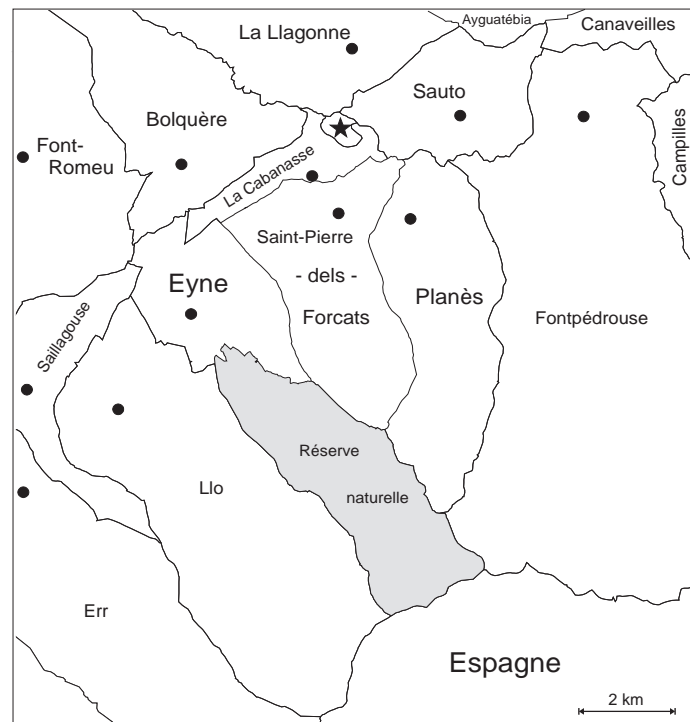 Ayguatébia
Canaveilles
La Llagonne
Sauto
Bolquère
Font-
Romeu
Campilles
La Cabanasse
Saint-Pierre
- dels -
Forcats
Eyne
Planès
Fontpédrouse
Saillagouse
Réserve
naturelle
Llo
Err
Espagne
2 km